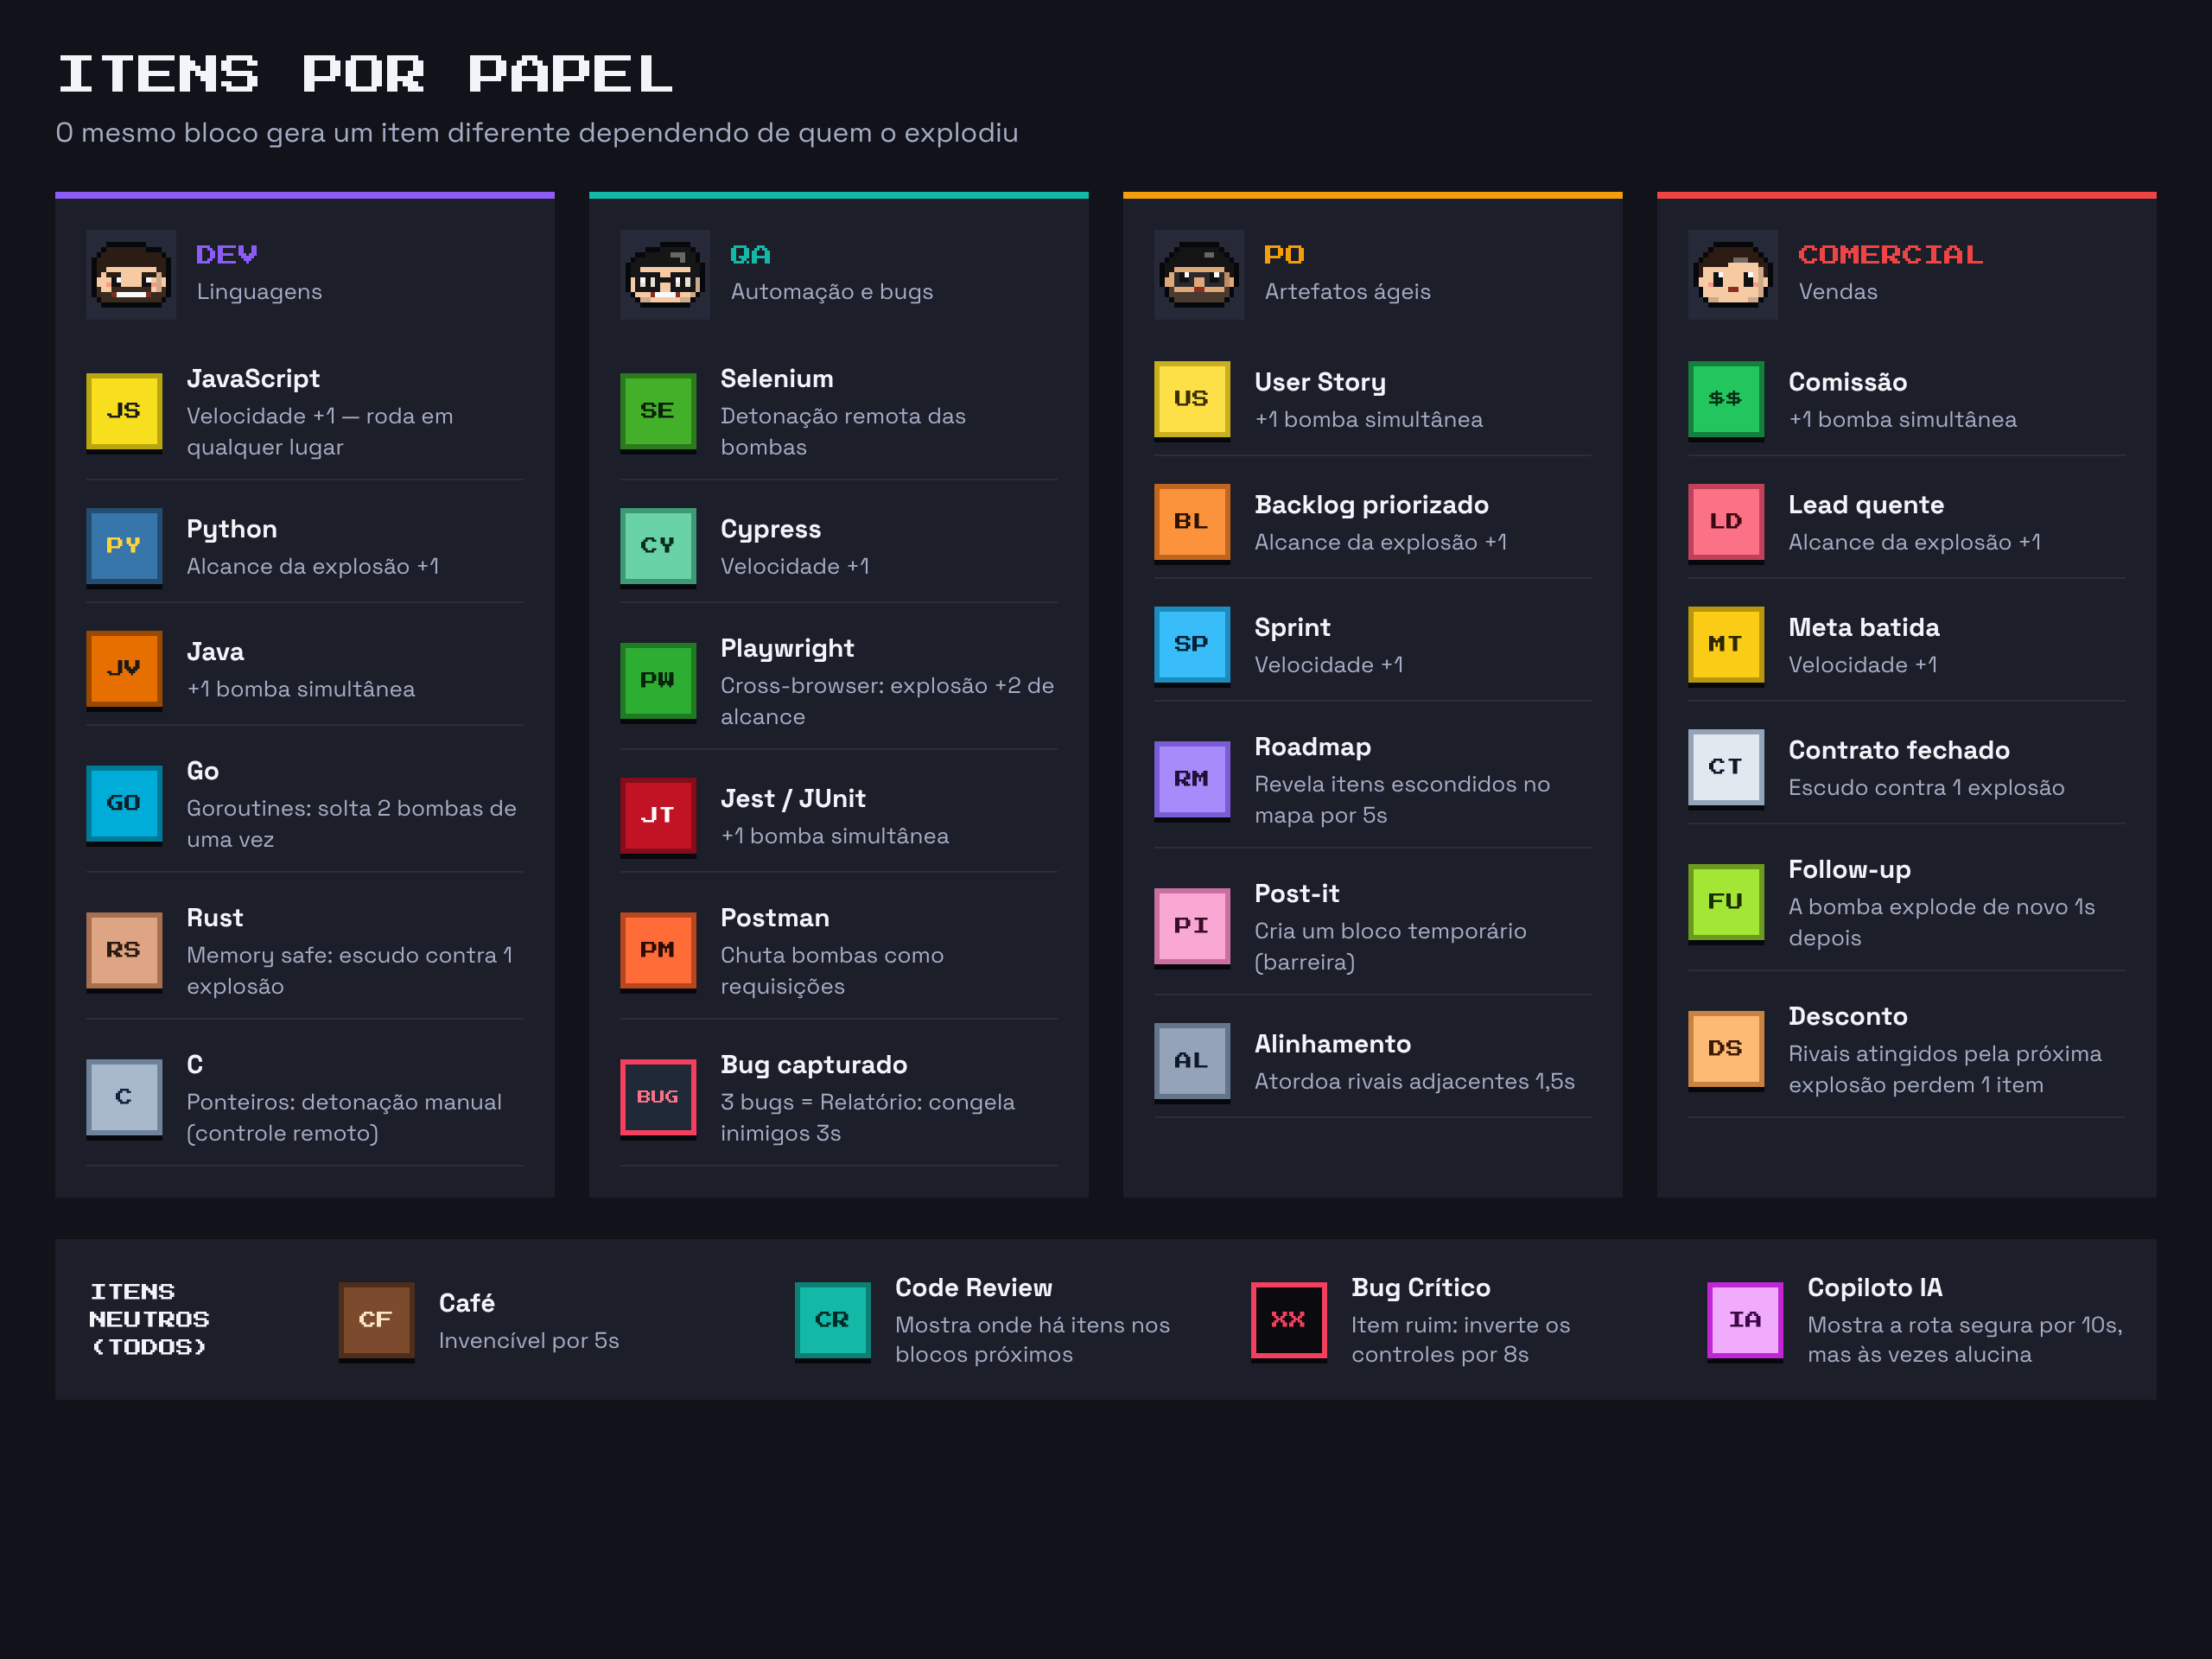 ITENS POR PAPEL
O mesmo bloco gera um item diferente dependendo de quem o explodiu
DEV
Linguagens
JS
JavaScript
Velocidade +1 — roda em
qualquer lugar
PY
Python
Alcance da explosão +1
JV
Java
+1 bomba simultânea
GO
Go
Goroutines: solta 2 bombas de
uma vez
RS
Rust
Memory safe: escudo contra 1
explosão
C
C
Ponteiros: detonação manual
(controle remoto)
QA
Automação e bugs
SE
Selenium
Detonação remota das
bombas
CY
Cypress
Velocidade +1
PW
Playwright
Cross-browser: explosão +2 de
alcance
JT
Jest / JUnit
+1 bomba simultânea
PM
Postman
Chuta bombas como
requisições
BUG
Bug capturado
3 bugs = Relatório: congela
inimigos 3s
PO
Artefatos ágeis
US
User Story
+1 bomba simultânea
BL
Backlog priorizado
Alcance da explosão +1
SP
Sprint
Velocidade +1
RM
Roadmap
Revela itens escondidos no
mapa por 5s
PI
Post-it
Cria um bloco temporário
(barreira)
AL
Alinhamento
Atordoa rivais adjacentes 1,5s
COMERCIAL
Vendas
$$
Comissão
+1 bomba simultânea
LD
Lead quente
Alcance da explosão +1
MT
Meta batida
Velocidade +1
CT
Contrato fechado
Escudo contra 1 explosão
FU
Follow-up
A bomba explode de novo 1s
depois
DS
Desconto
Rivais atingidos pela próxima
explosão perdem 1 item
ITENS
NEUTROS
(TODOS)
CF
Café
Invencível por 5s
CR
Code Review
Mostra onde há itens nos
blocos próximos
XX
Bug Crítico
Item ruim: inverte os
controles por 8s
IA
Copiloto IA
Mostra a rota segura por 10s,
mas às vezes alucina